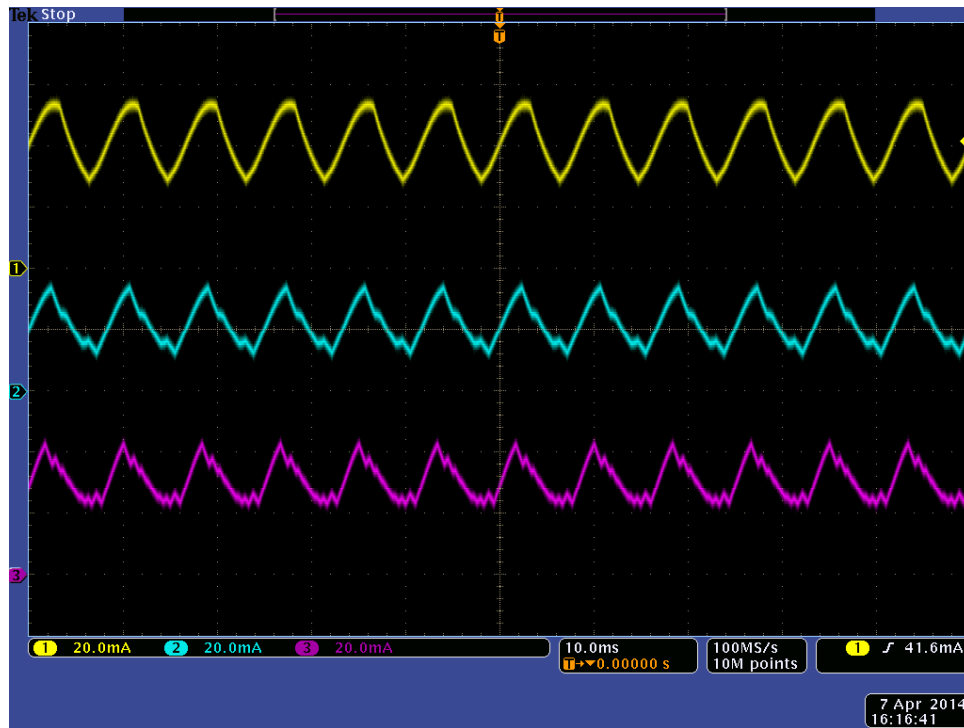 Tek Stop
T
T
1
2
3
1 20.0mA 2 20.0mA 3 20.0mA
10.0ms
T→▼0.00000 s
100MS/s
10M points
1 ƒ 41.6mA
7 Apr 2014
16:16:41